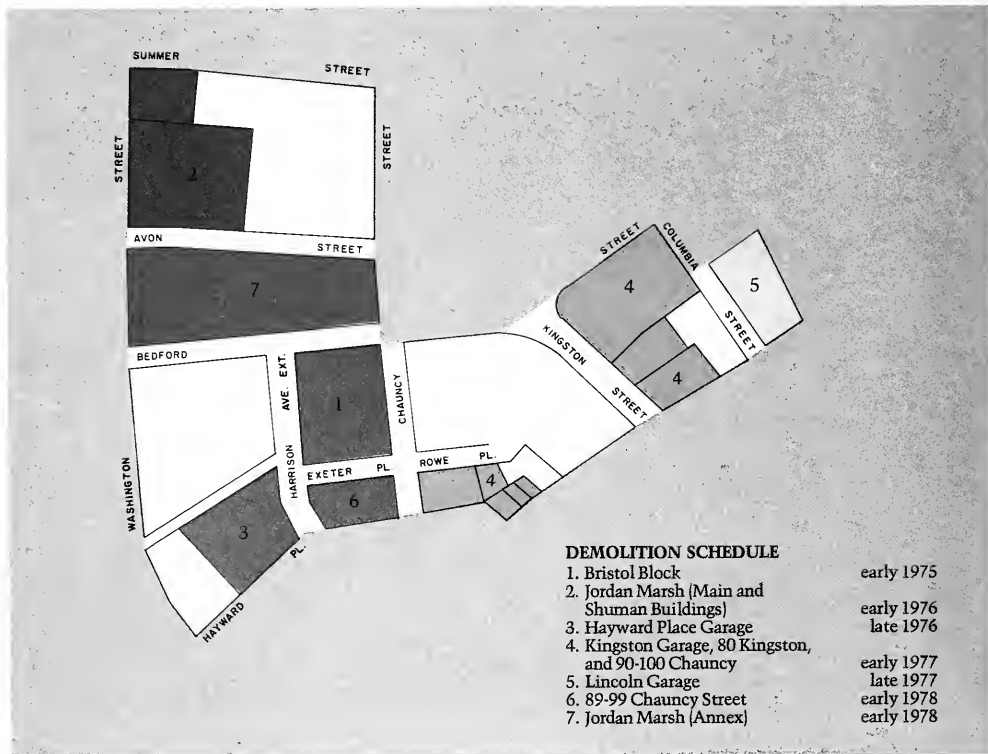 SUMMER
STREET
STREET
STREET
2
AVON
STREET
7
BEDFORD
AVE. EXT.
HARRISON
1
CHAUNCY
WASHINGTON
EXETER PL.
ROWE PL.
6
4
3
HAYWARD PL.
STREET
COLUMBIA
STREET
4
5
KINGSTON
STREET
4
DEMOLITION SCHEDULE
1. Bristol Block early 1975
2. Jordan Marsh (Main and
Shuman Buildings) early 1976
3. Hayward Place Garage late 1976
4. Kingston Garage, 80 Kingston,
and 90-100 Chauncy early 1977
5. Lincoln Garage late 1977
6. 89-99 Chauncy Street early 1978
7. Jordan Marsh (Annex) early 1978